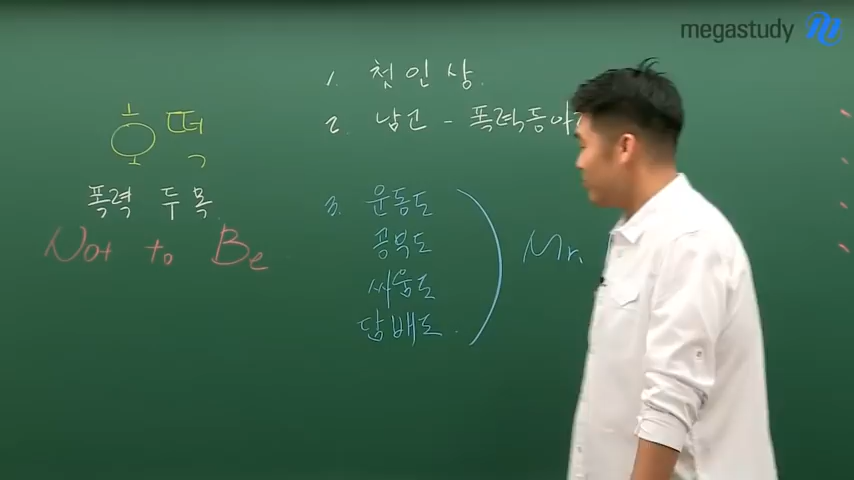 megastudy
호떡
폭력 두목
Not to Be
1. 첫인상.
2. 남고 - 폭력동아
3. 운동도
공부도
싸움도
담배도.
Mr.